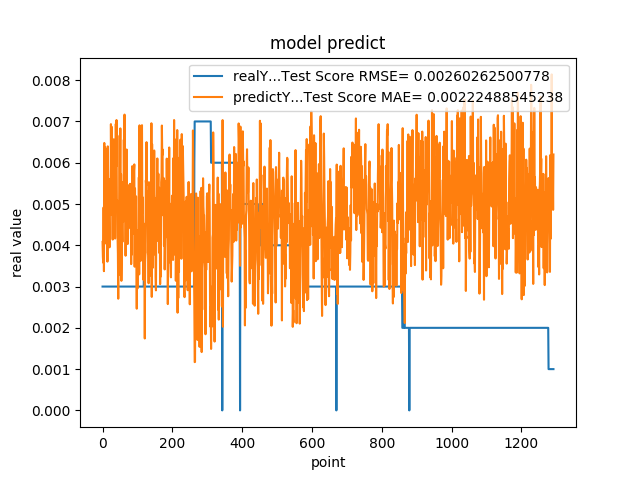 model predict
realY...Test Score RMSE= 0.00260262500778
predictY...Test Score MAE= 0.00222488545238
0.008
0.007
0.006
0.005
0.004
0.003
0.002
0.001
0.000
real value
0 200 400 600 800 1000 1200
point